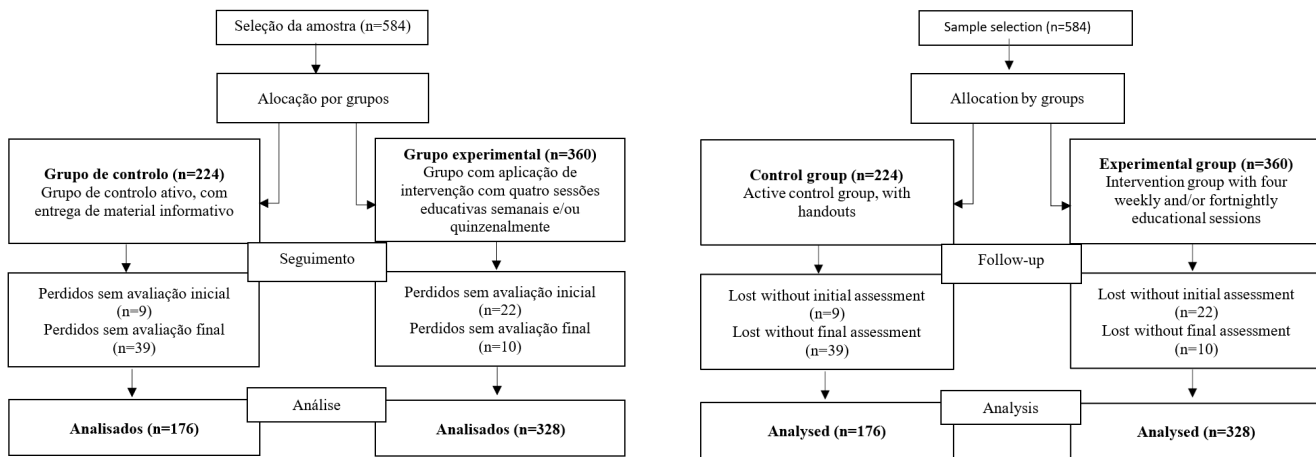 Seleção da amostra (n=584)
Alocação por grupos
Grupo de controlo (n=224)
Grupo de controlo ativo, com
entrega de material informativo
Grupo experimental (n=360)
Grupo com aplicação de
intervenção com quatro sessões
educativas semanais e/ou
quinzenalmente
Seguimento
Perdidos sem avaliação inicial
(n=9)
Perdidos sem avaliação final
(n=39)
Perdidos sem avaliação inicial
(n=22)
Perdidos sem avaliação final
(n=10)
Análise
Analisados (n=176)
Analisados (n=328)
Sample selection (n=584)
Allocation by groups
Control group (n=224)
Active control group, with
handouts
Experimental group (n=360)
Intervention group with four
weekly and/or fortnightly
educational sessions
Follow-up
Lost without initial assessment
(n=9)
Lost without final assessment
(n=39)
Lost without initial assessment
(n=22)
Lost without final assessment
(n=10)
Analysis
Analysed (n=176)
Analysed (n=328)